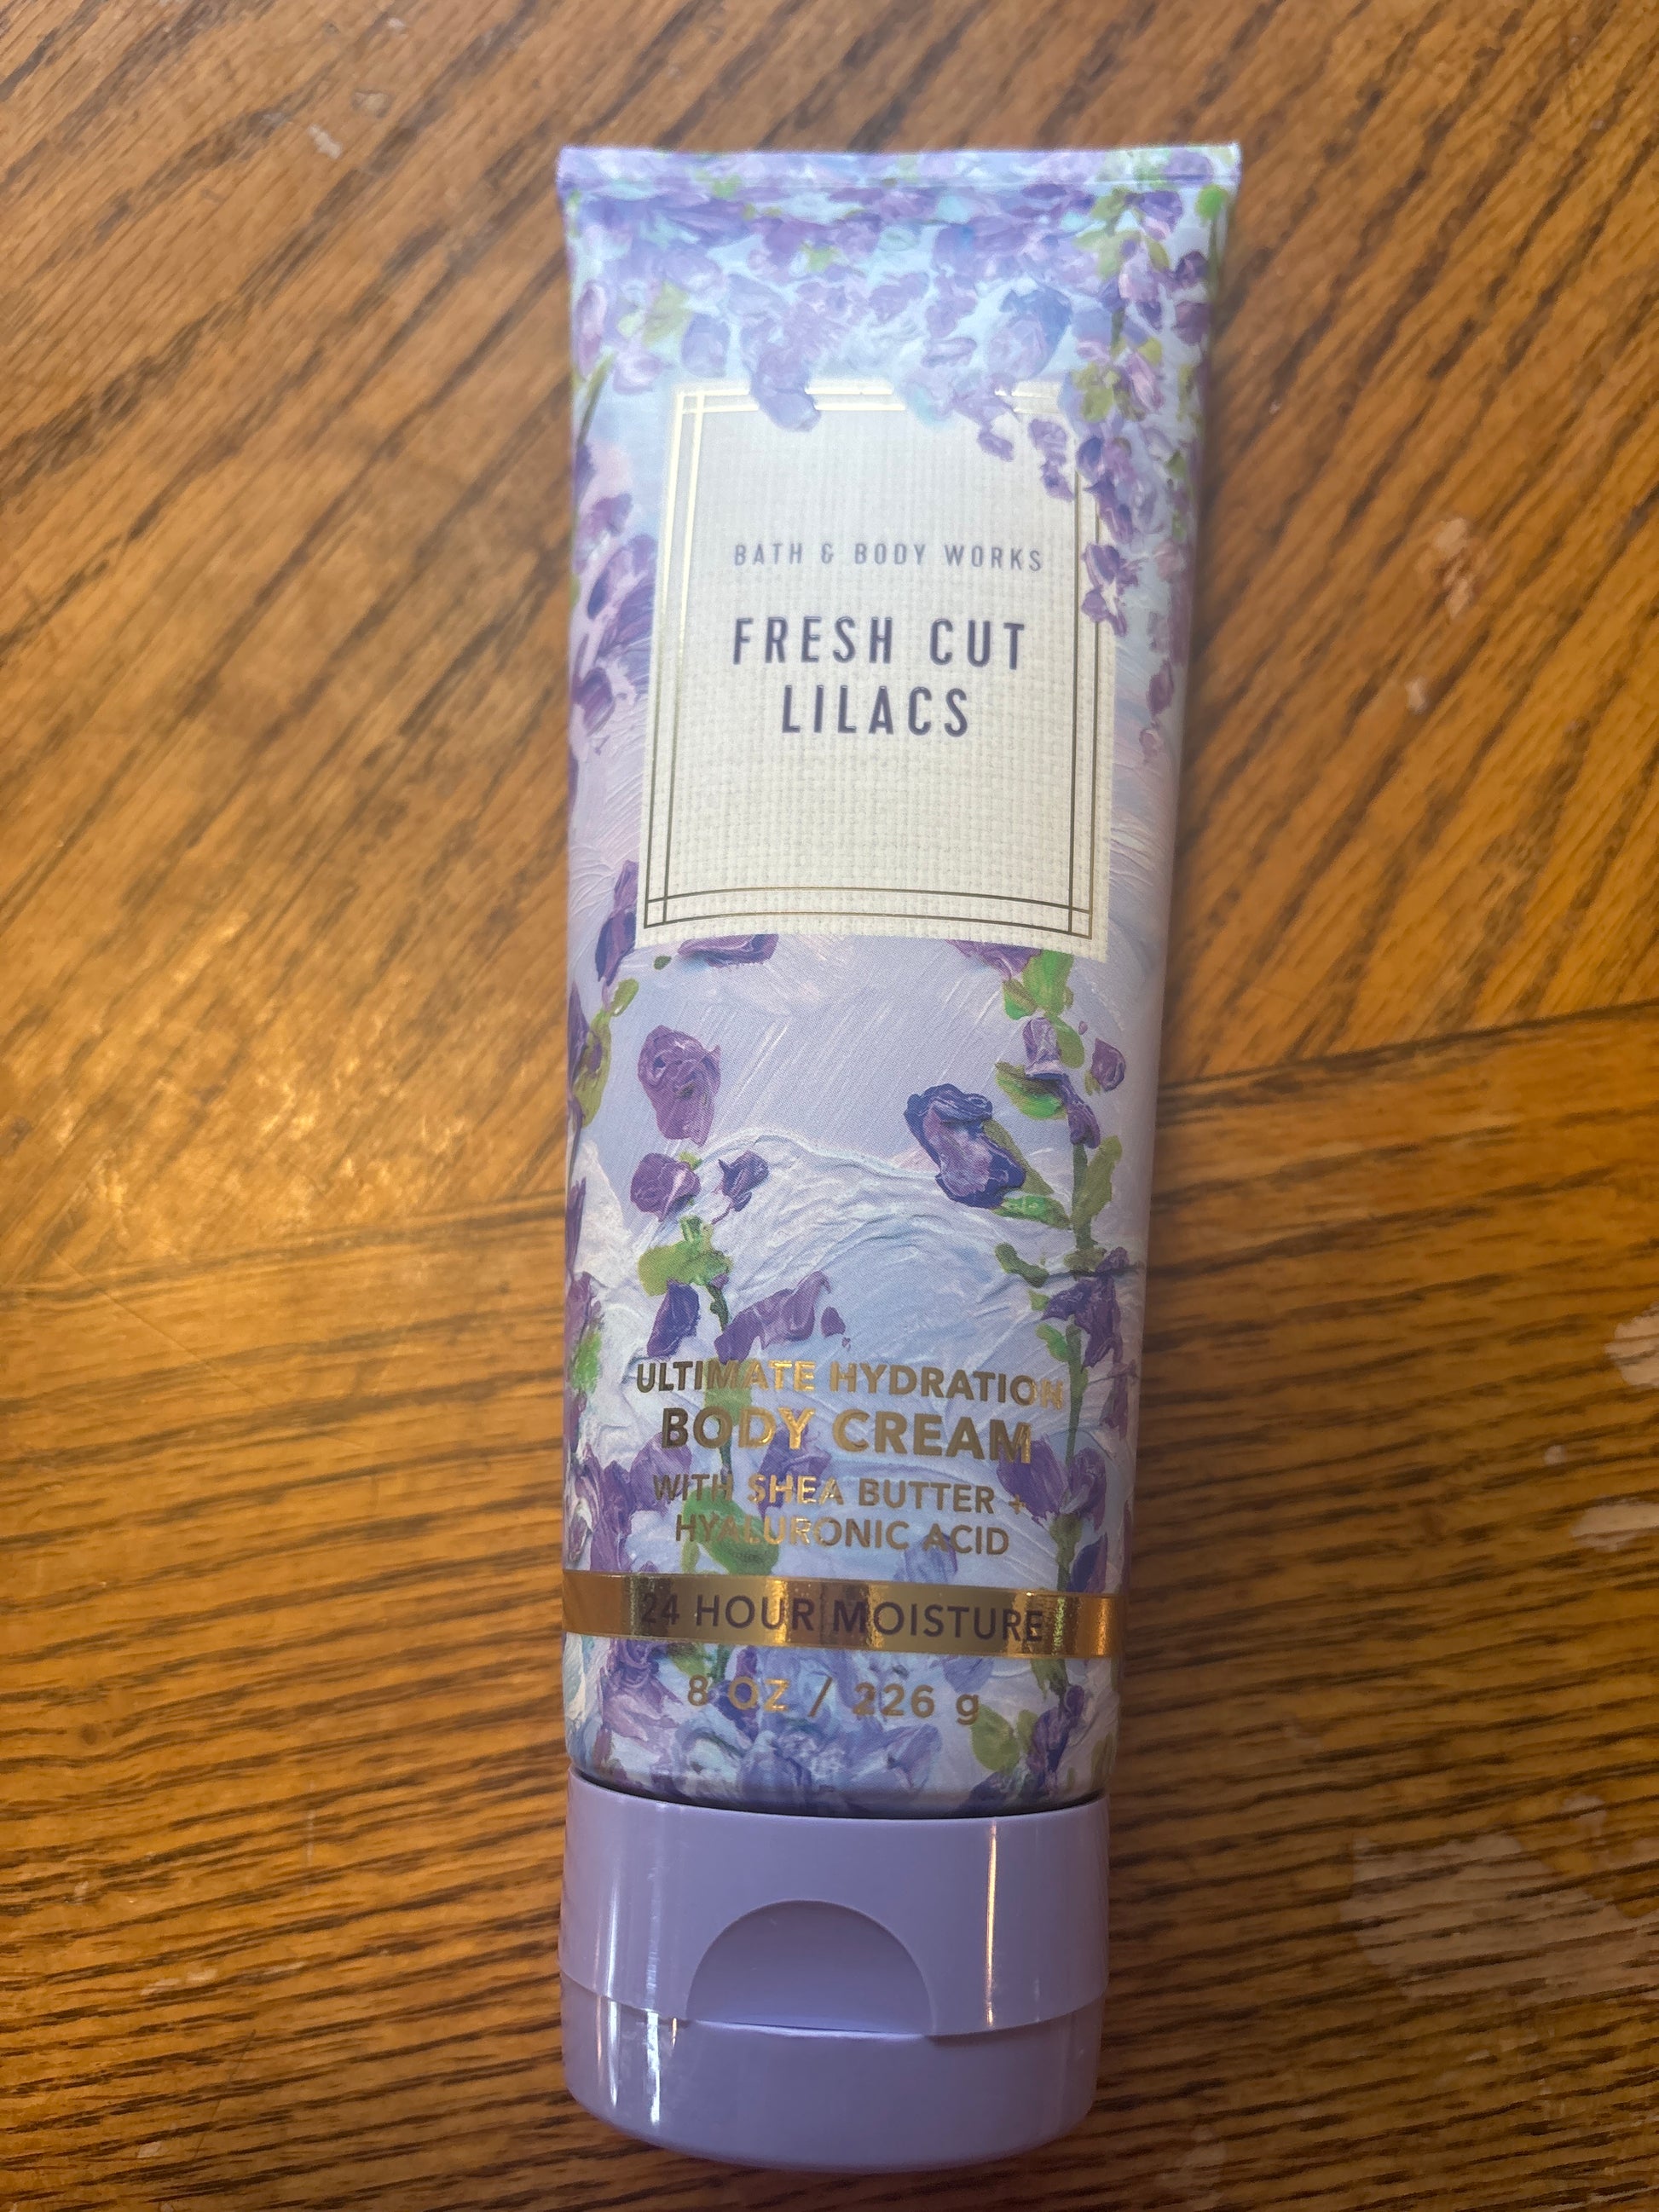 BATH & BODY WORKS
FRESH CUT
LILACS
ULTIMATE HYDRATION
BODY CREAM
WITH SHEA BUTTER +
HYALURONIC ACID
24 HOUR MOISTURE
8 OZ / 226 g